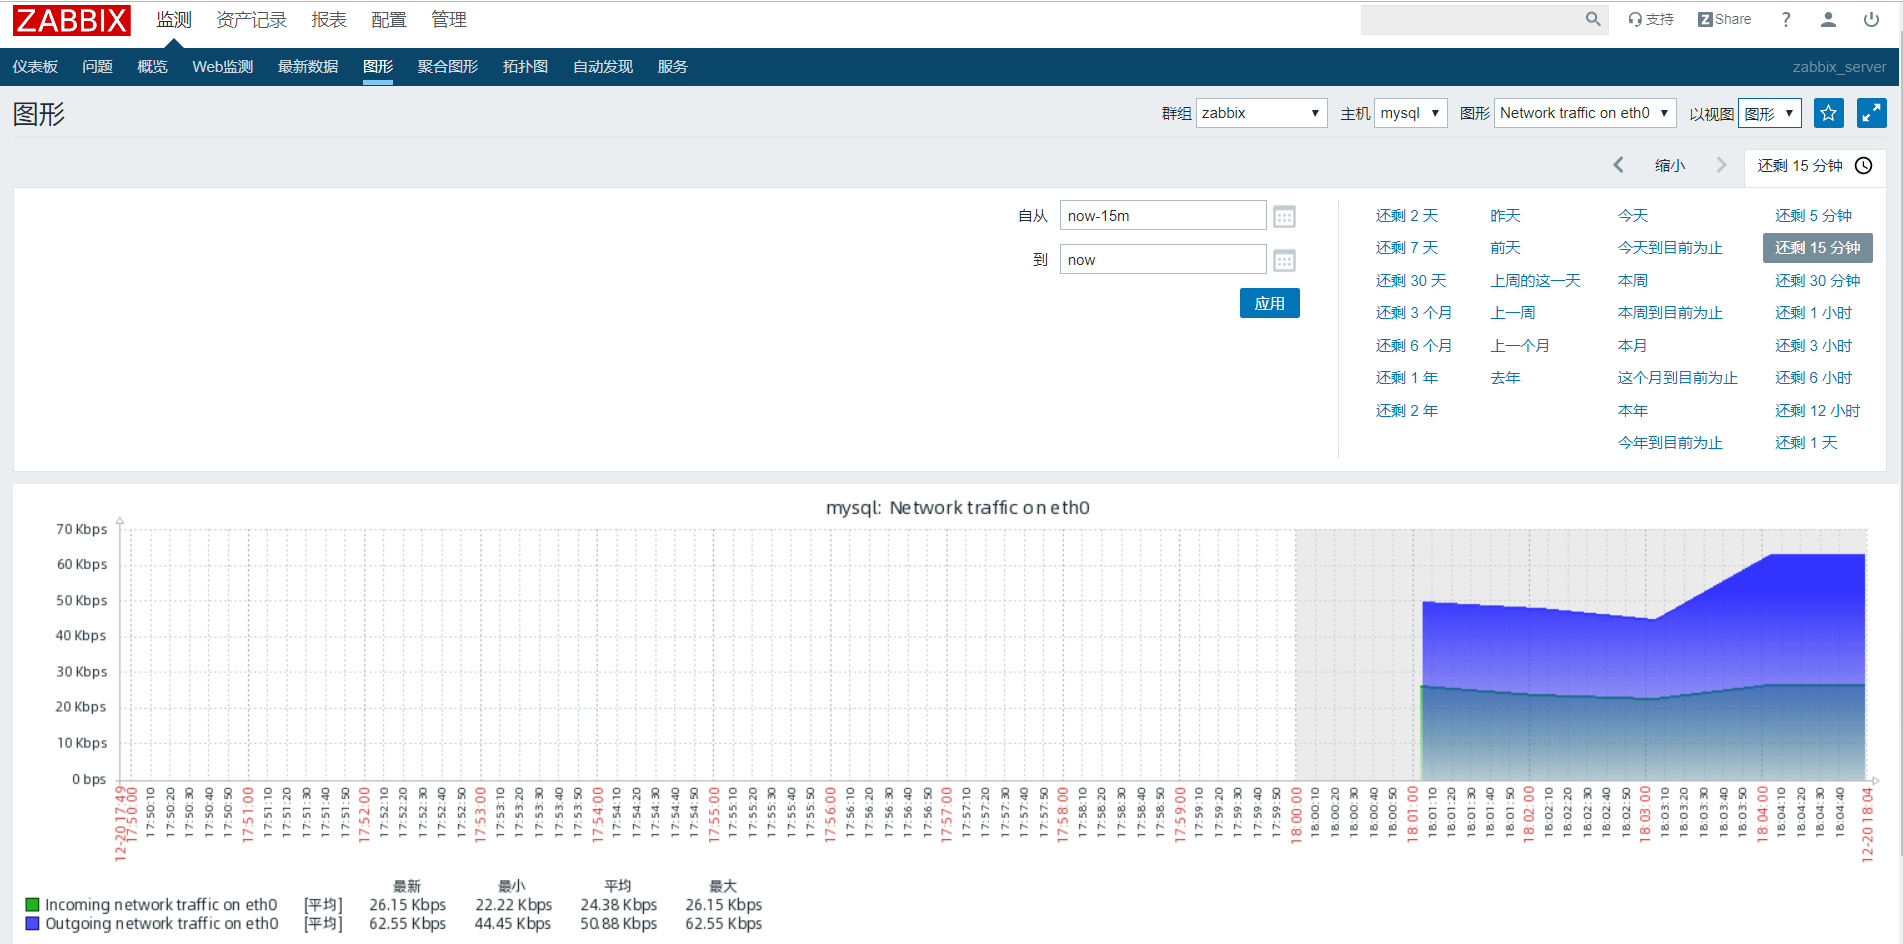 ZABBIX 监测 资产记录 报表 配置 管理 支持 Z Share ?
仪表板 问题 概览 Web监测 最新数据 图形 聚合图形 拓扑图 自动发现 服务 zabbix_server
图形 群组 zabbix 主机 mysql 图形 Network traffic on eth0 以视图 图形
缩小 还剩 15 分钟
自从 now-15m
到 now
应用
还剩 2 天 昨天 今天 还剩 5 分钟
还剩 7 天 前天 今天到目前为止 还剩 15 分钟
还剩 30 天 上周的这一天 本周 还剩 30 分钟
还剩 3 个月 上一周 本周到目前为止 还剩 1 小时
还剩 6 个月 上一个月 本月 还剩 3 小时
还剩 1 年 去年 这个月到目前为止 还剩 6 小时
还剩 2 年 本年 还剩 12 小时
今年到目前为止 还剩 1 天
mysql: Network traffic on eth0
70 Kbps
60 Kbps
50 Kbps
40 Kbps
30 Kbps
20 Kbps
10 Kbps
0 bps
12-20 17:49 17:50:00 17:50:10 17:50:20 17:50:30 17:50:40 17:50:50 17:51:00 17:51:10 17:51:20 17:51:30 17:51:40 17:51:50 17:52:00 17:52:10 17:52:20 17:52:30 17:52:40 17:52:50 17:53:00 17:53:10 17:53:20 17:53:30 17:53:40 17:53:50 17:54:00 17:54:10 17:54:20 17:54:30 17:54:40 17:54:50 17:55:00 17:55:10 17:55:20 17:55:30 17:55:40 17:55:50 17:56:00 17:56:10 17:56:20 17:56:30 17:56:40 17:56:50 17:57:00 17:57:10 17:57:20 17:57:30 17:57:40 17:57:50 17:58:00 17:58:10 17:58:20 17:58:30 17:58:40 17:58:50 17:59:00 17:59:10 17:59:20 17:59:30 17:59:40 17:59:50 18:00:00 18:00:10 18:00:20 18:00:30 18:00:40 18:00:50 18:01:00 18:01:10 18:01:20 18:01:30 18:01:40 18:01:50 18:02:00 18:02:10 18:02:20 18:02:30 18:02:40 18:02:50 18:03:00 18:03:10 18:03:20 18:03:30 18:03:40 18:03:50 18:04:00 18:04:10 18:04:20 18:04:30 18:04:40 12-20 18:04
最新 最小 平均 最大
Incoming network traffic on eth0 [平均] 26.15 Kbps 22.22 Kbps 24.38 Kbps 26.15 Kbps
Outgoing network traffic on eth0 [平均] 62.55 Kbps 44.45 Kbps 50.88 Kbps 62.55 Kbps